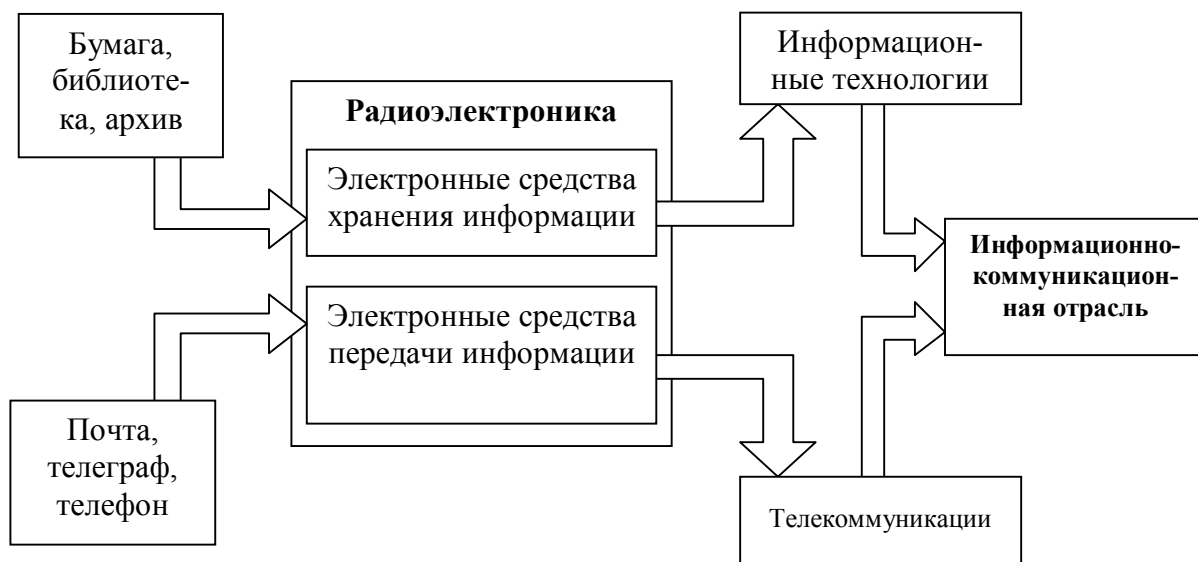 Бумага,
библиоте-
ка, архив
Почта,
телеграф,
телефон
Радиоэлектроника
Электронные средства
хранения информации
Электронные средства
передачи информации
Информацион-
ные технологии
Телекоммуникации
Информационно-
коммуникацион-
ная отрасль